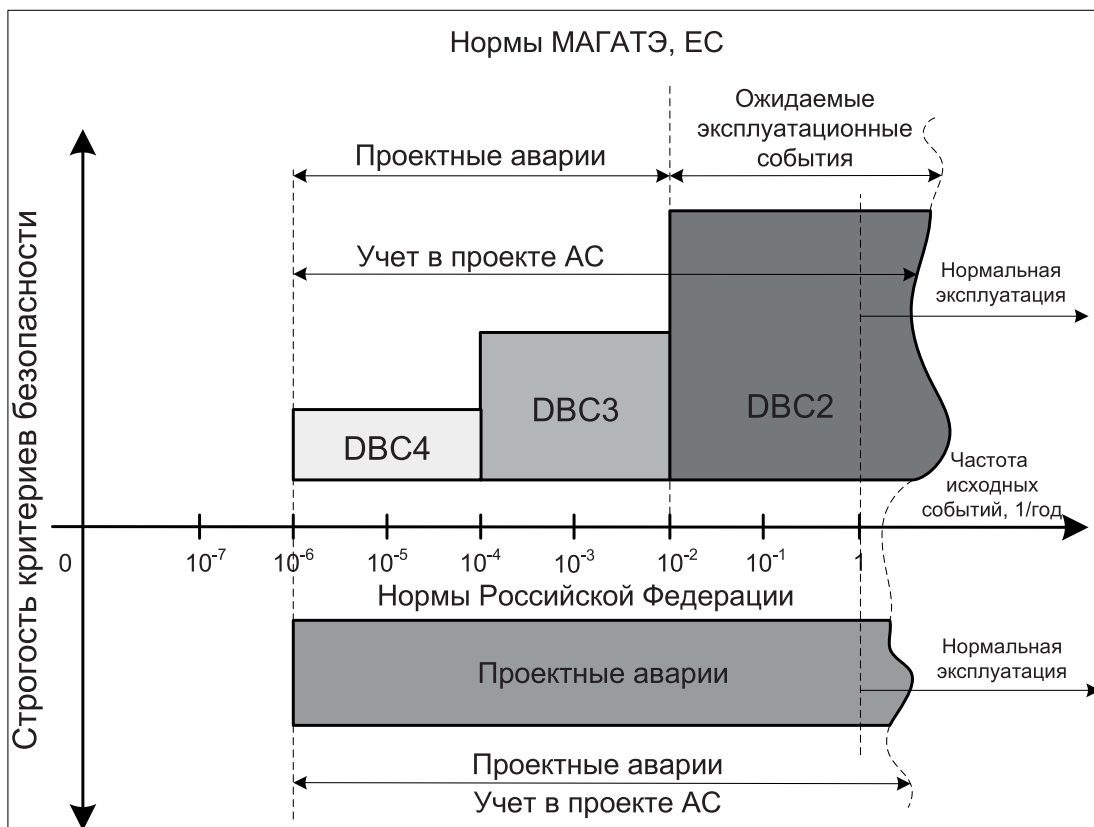 Нормы МАГАТЭ, ЕС
Ожидаемые
эксплуатационные
события
Проектные аварии
Учет в проекте АС
Нормальная
эксплуатация
DBC4
DBC3
DBC2
Строгость критериев безопасности
Частота
исходных
событий, 1/год
0
10⁻⁷
10⁻⁶
10⁻⁵
10⁻⁴
10⁻³
10⁻²
10⁻¹
1
Нормы Российской Федерации
Проектные аварии
Нормальная
эксплуатация
Проектные аварии
Учет в проекте АС